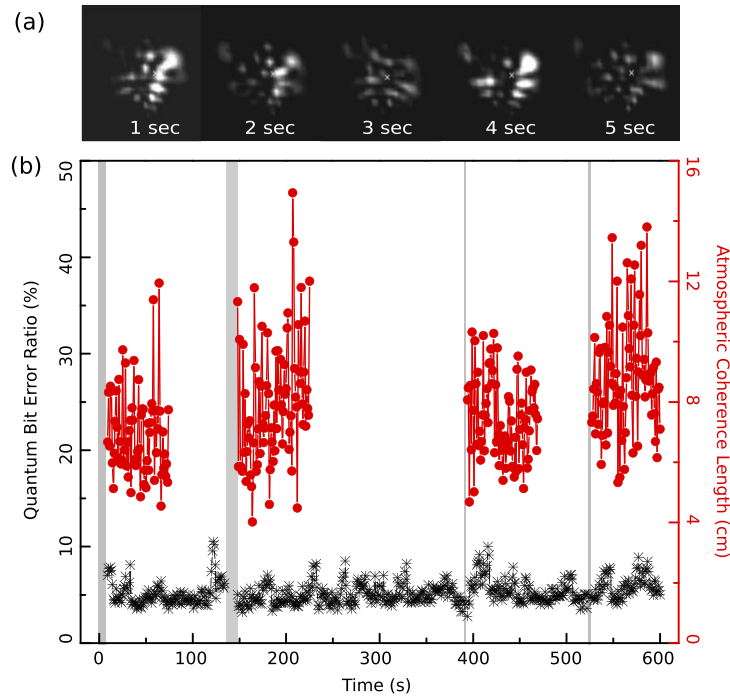 (a)
1 sec 2 sec 3 sec 4 sec 5 sec
(b)
50
40
30
20
10
0
Quantum Bit Error Ratio (%)
16
12
8
4
0
Atmospheric Coherence Length (cm)
0 100 200 300 400 500 600
Time (s)